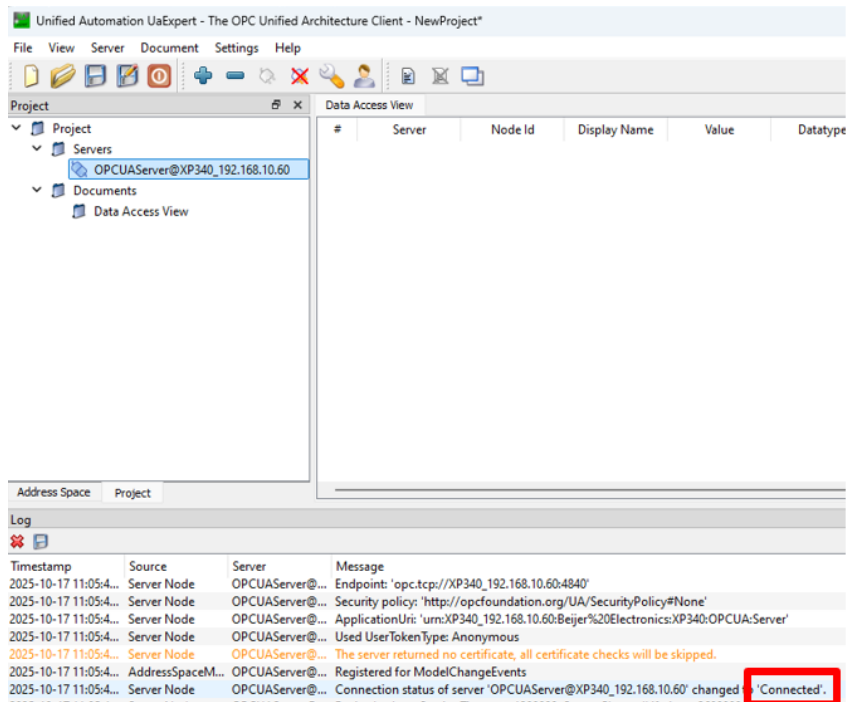 Unified Automation UaExpert - The OPC Unified Architecture Client - NewProject*
File View Server Document Settings Help
Project
Data Access View
Project
Servers
OPCUAServer@XP340_192.168.10.60
Documents
Data Access View
# Server Node Id Display Name Value Datatype
Address Space Project
Log
Timestamp Source Server Message
2025-10-17 11:05:4... Server Node OPCUAServer@... Endpoint: 'opc.tcp://XP340_192.168.10.60:4840'
2025-10-17 11:05:4... Server Node OPCUAServer@... Security policy: 'http://opcfoundation.org/UA/SecurityPolicy#None'
2025-10-17 11:05:4... Server Node OPCUAServer@... ApplicationUri: 'urn:XP340_192.168.10.60:Beijer%20Electronics:XP340:OPCUA:Server'
2025-10-17 11:05:4... Server Node OPCUAServer@... Used UserTokenType: Anonymous
2025-10-17 11:05:4... Server Node OPCUAServer@... The server returned no certificate, all certificate checks will be skipped.
2025-10-17 11:05:4... AddressSpaceM... OPCUAServer@... Registered for ModelChangeEvents
2025-10-17 11:05:4... Server Node OPCUAServer@... Connection status of server 'OPCUAServer@XP340_192.168.10.60' changed 'Connected'.